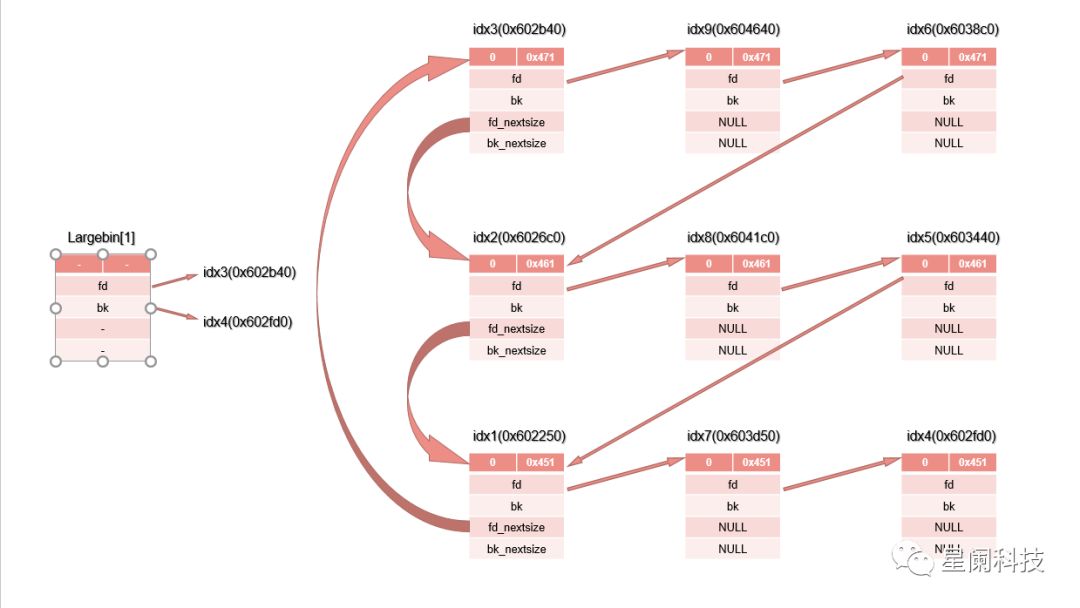 idx3(0x602b40) idx9(0x604640) idx6(0x6038c0)
0 0x471 0 0x471 0 0x471
fd fd fd
bk bk bk
fd_nextsize NULL NULL
bk_nextsize NULL NULL
Largebin[1]
- -
fd
bk
-
-
idx3(0x602b40)
idx4(0x602fd0)
idx2(0x6026c0) idx8(0x6041c0) idx5(0x603440)
0 0x461 0 0x461 0 0x461
fd fd fd
bk bk bk
fd_nextsize NULL NULL
bk_nextsize NULL NULL
idx1(0x602250) idx7(0x603d50) idx4(0x602fd0)
0 0x451 0 0x451 0 0x451
fd fd fd
bk bk bk
fd_nextsize NULL NULL
bk_nextsize NULL NULL
星阑科技